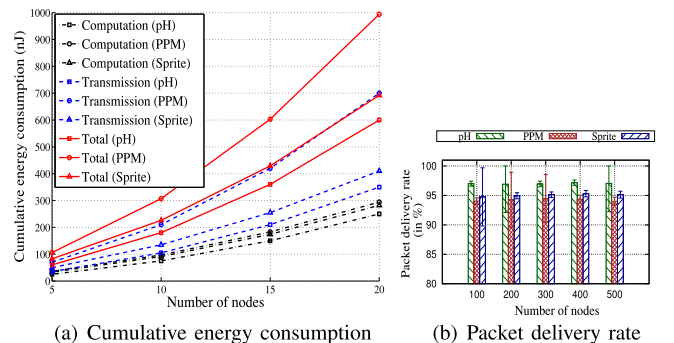 Cumulative energy consumption (nJ)
1000
900
800
700
600
500
400
300
200
100
0
Computation (pH)
Computation (PPM)
Computation (Sprite)
Transmission (pH)
Transmission (PPM)
Transmission (Sprite)
Total (pH)
Total (PPM)
Total (Sprite)
5
10
15
20
Number of nodes
(a) Cumulative energy consumption
pH
PPM
Sprite
Packet delivery rate
(in %)
100
95
90
85
80
100
200
300
400
500
Number of nodes
(b) Packet delivery rate